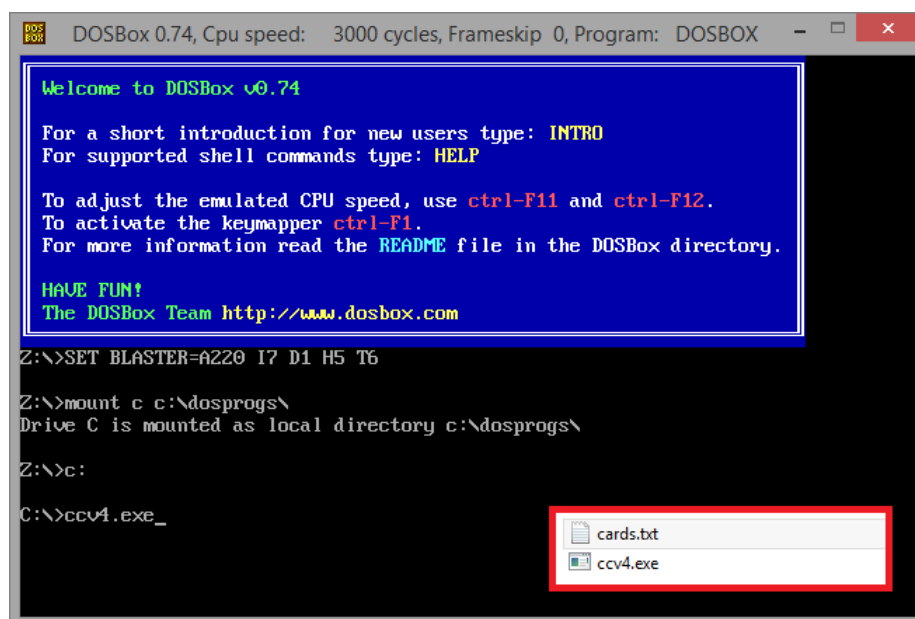 DOSBox 0.74, Cpu speed: 3000 cycles, Frameskip 0, Program: DOSBOX
Welcome to DOSBox v0.74
For a short introduction for new users type: INTRO
For supported shell commands type: HELP
To adjust the emulated CPU speed, use ctrl-F11 and ctrl-F12.
To activate the keymapper ctrl-F1.
For more information read the README file in the DOSBox directory.
HAVE FUN!
The DOSBox Team http://www.dosbox.com
Z:\>SET BLASTER=A220 I7 D1 H5 T6
Z:\>mount c c:\dosprogs\
Drive C is mounted as local directory c:\dosprogs\
Z:\>c:
C:\>ccv4.exe_
cards.txt
ccv4.exe